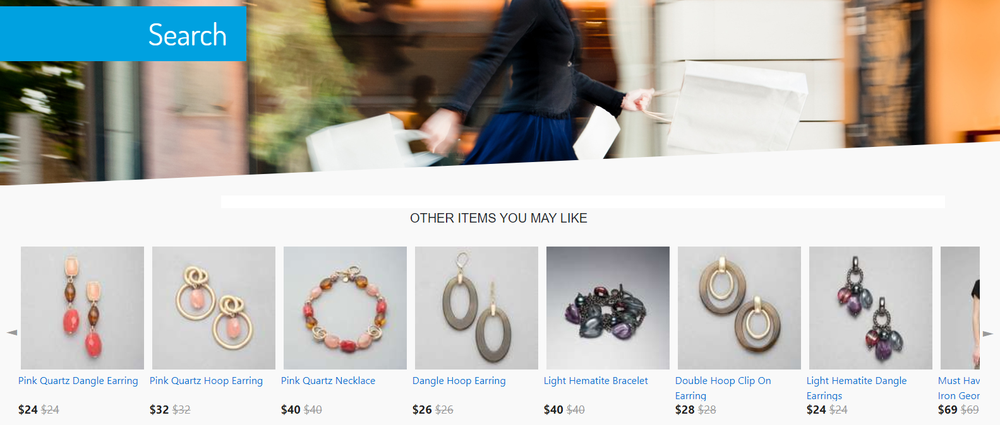 Search
OTHER ITEMS YOU MAY LIKE
Pink Quartz Dangle Earring
$24 $24
Pink Quartz Hoop Earring
$32 $32
Pink Quartz Necklace
$40 $40
Dangle Hoop Earring
$26 $26
Light Hematite Bracelet
$40 $40
Double Hoop Clip On
Earring
$28 $28
Light Hematite Dangle
Earrings
$24 $24
Must Hav
Iron Geor
$69 $69